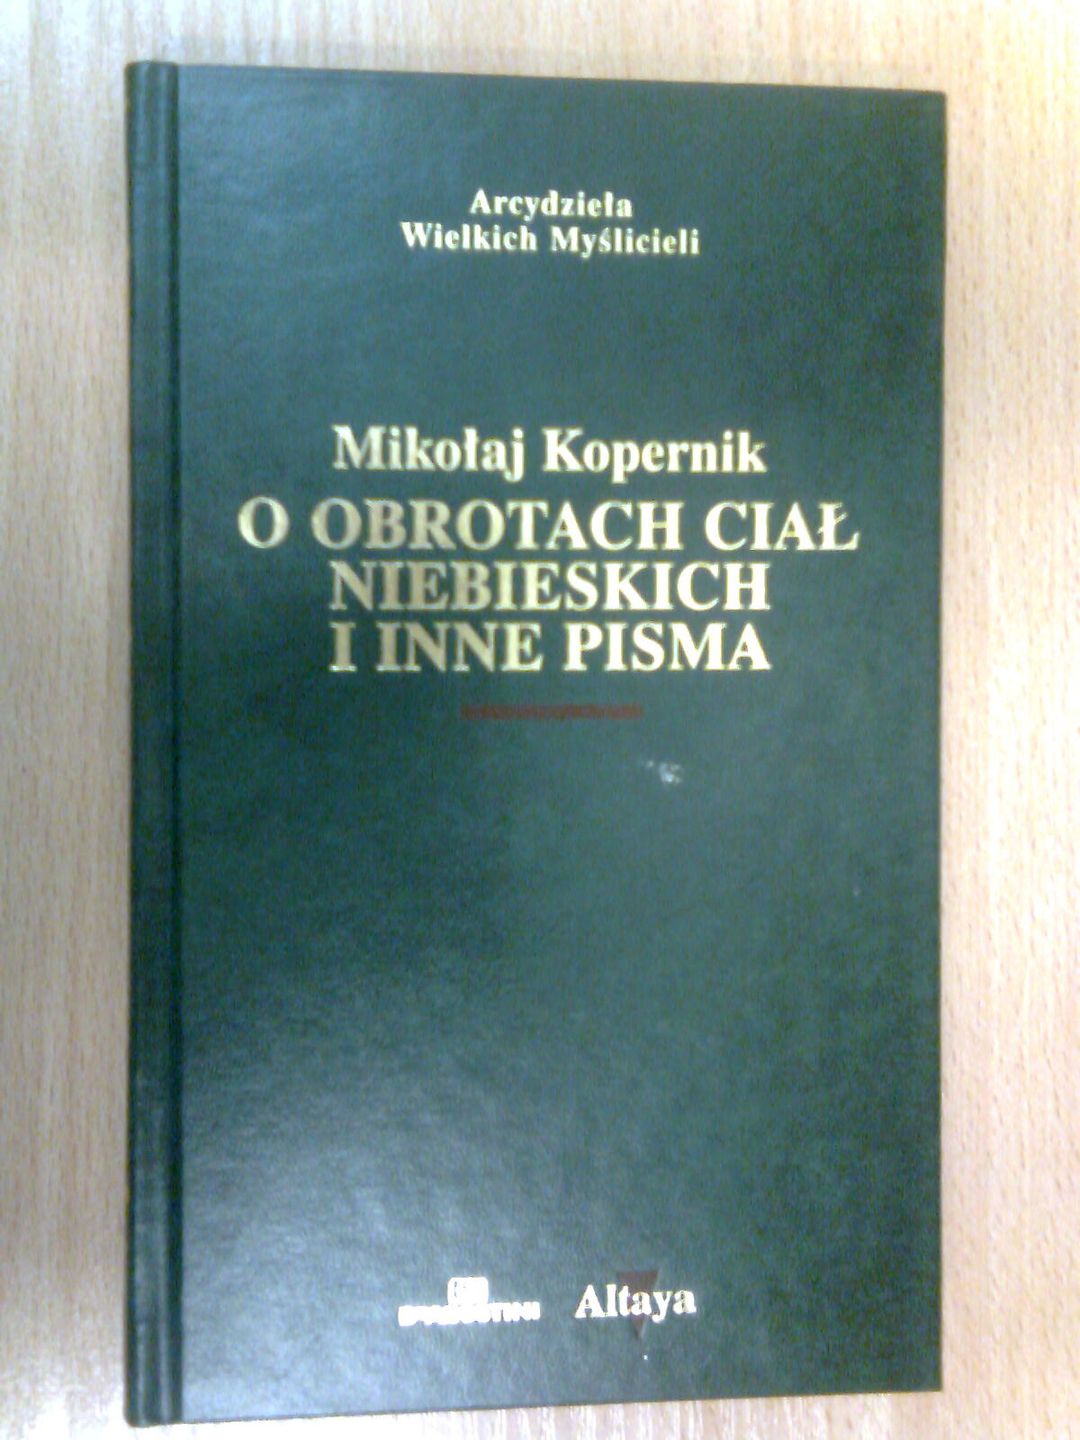 Arcydzieła
Wielkich Myślicieli
Mikołaj Kopernik
O OBROTACH CIAŁ
NIEBIESKICH
I INNE PISMA
Altaya